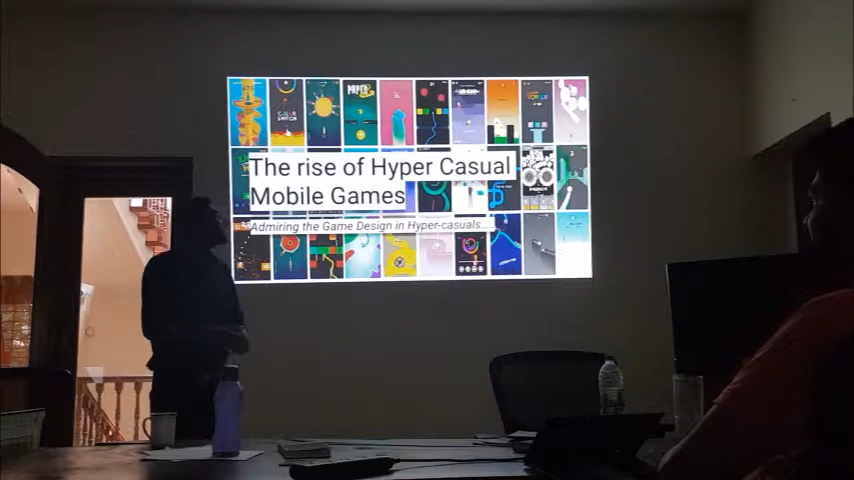 The rise of Hyper Casual
Mobile Games
Admiring the Game Design in Hyper-casuals...